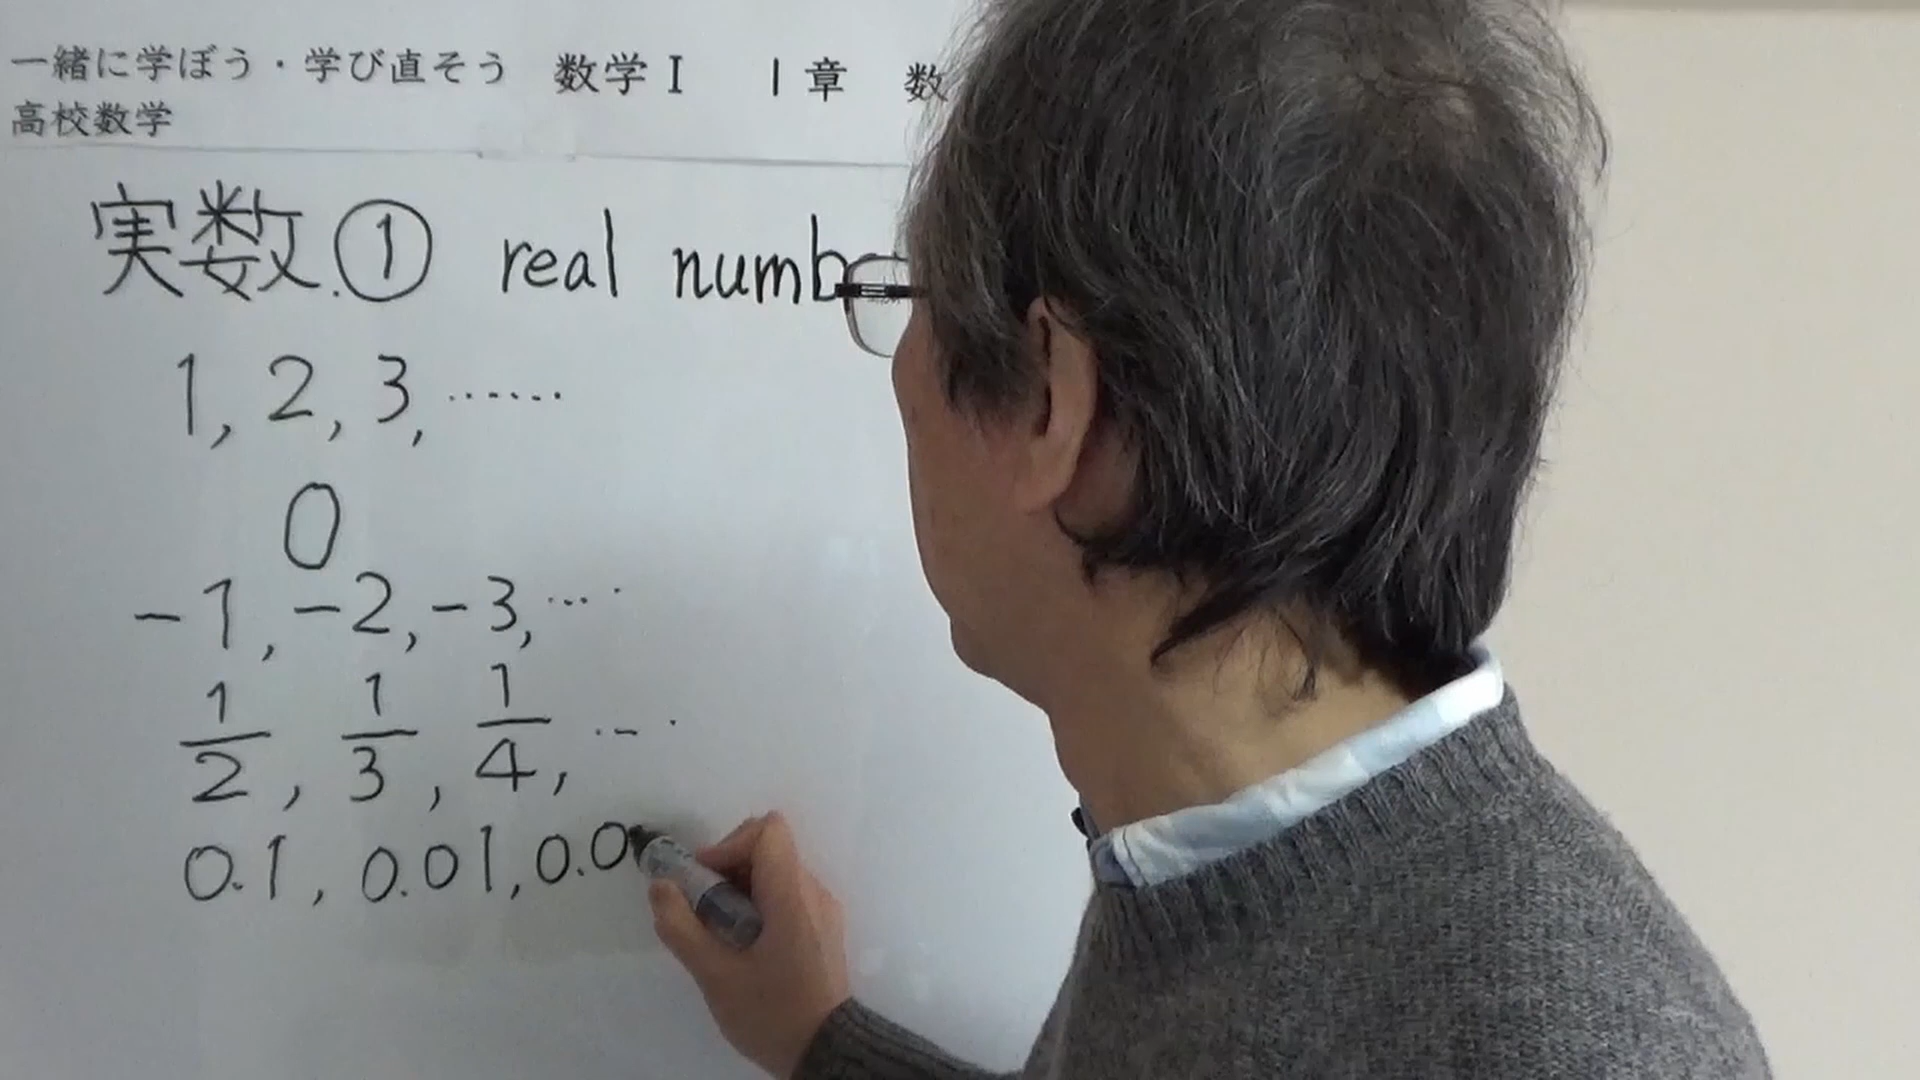 一緒に学ぼう・学び直そう 数学Ⅰ 1章 数
高校数学
実数.① real numb
1, 2, 3, ······
0
-1, -2, -3, ····
1/2, 1/3, 1/4, ···
0.1, 0.01, 0.0